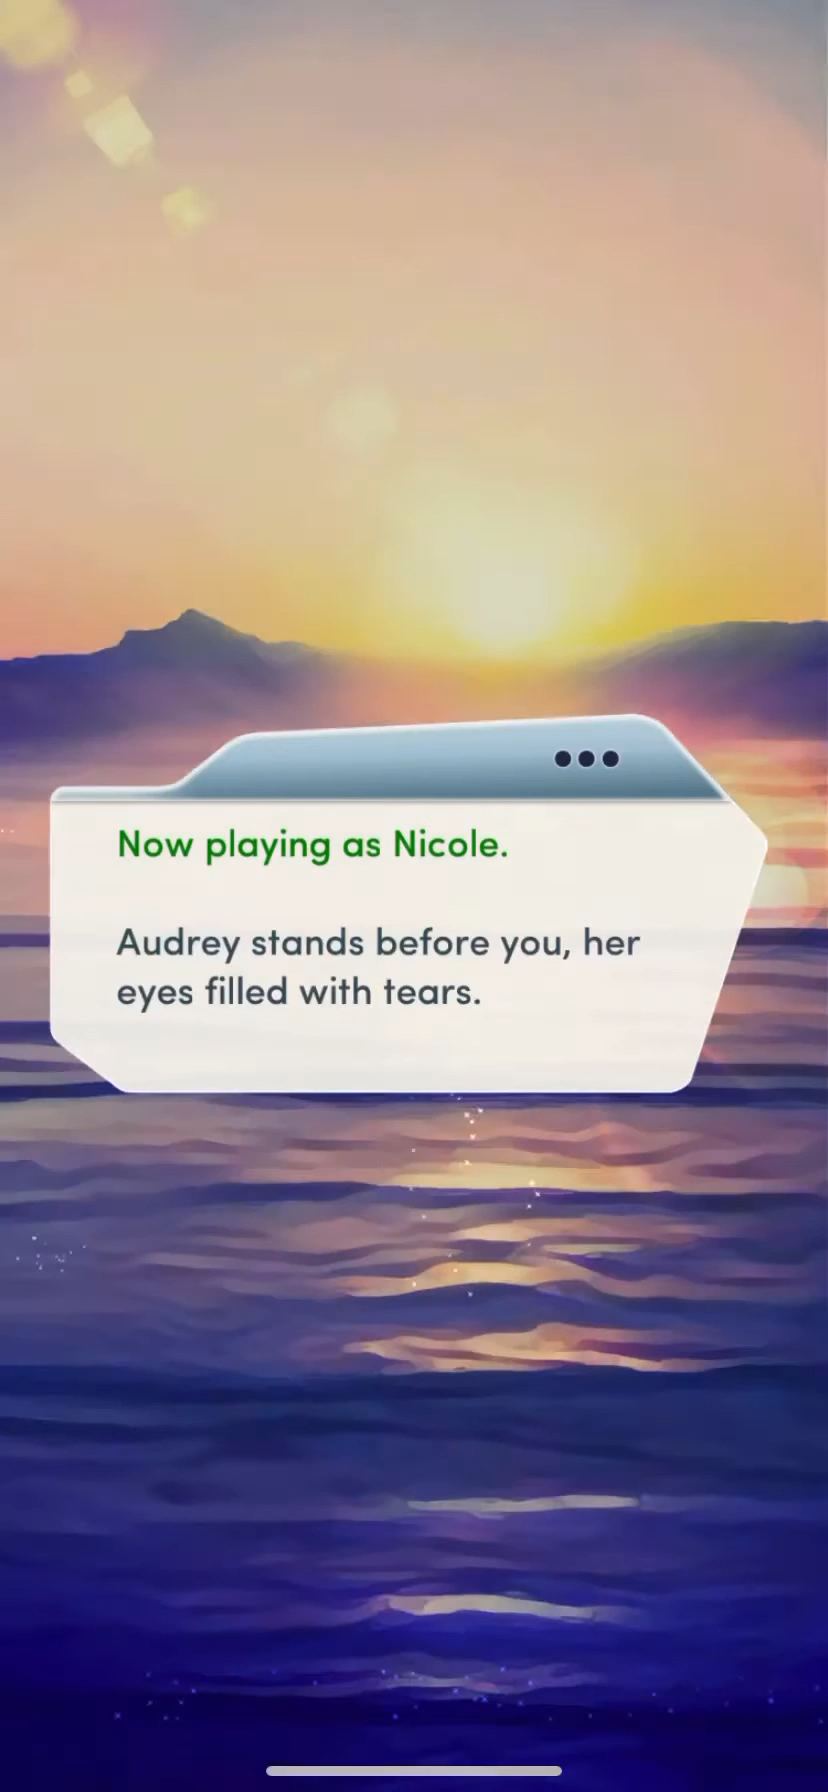 Now playing as Nicole.
Audrey stands before you, her
eyes filled with tears.